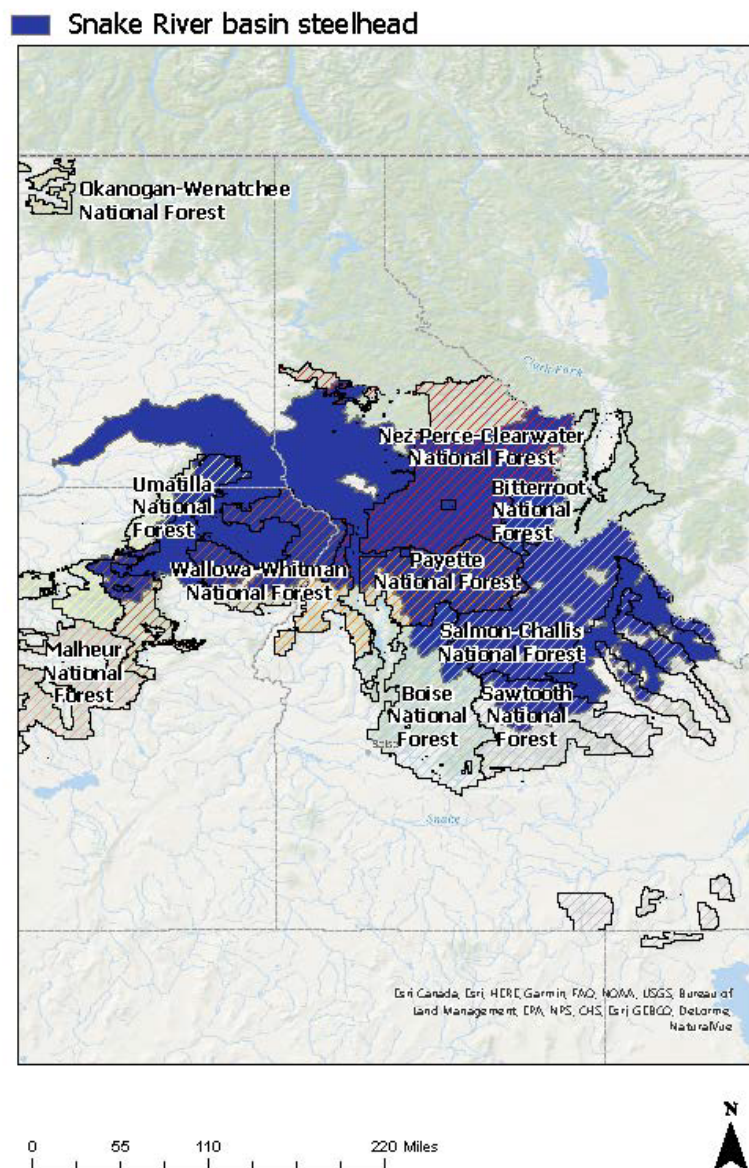 Snake River basin steelhead
Okanogan-Wenatchee
National Forest
Clark Fork
Nez Perce-Clearwater
National Forest
Umatilla
National
Forest
Bitterroot
National
Forest
Wallowa-Whitman
National Forest
Payette
National Forest
Malheur
National
Forest
Salmon-Challis
National Forest
Boise
National
Forest
Sawtooth
National
Forest
Snake
Esri Canada, Esri, HERE, Garmin, FAO, NOAA, USGS, Bureau of
Land Management, EPA, NPS, CHS, Esri, GEBCO, DeLorme,
NaturalVue
N
0 55 110 220 Miles